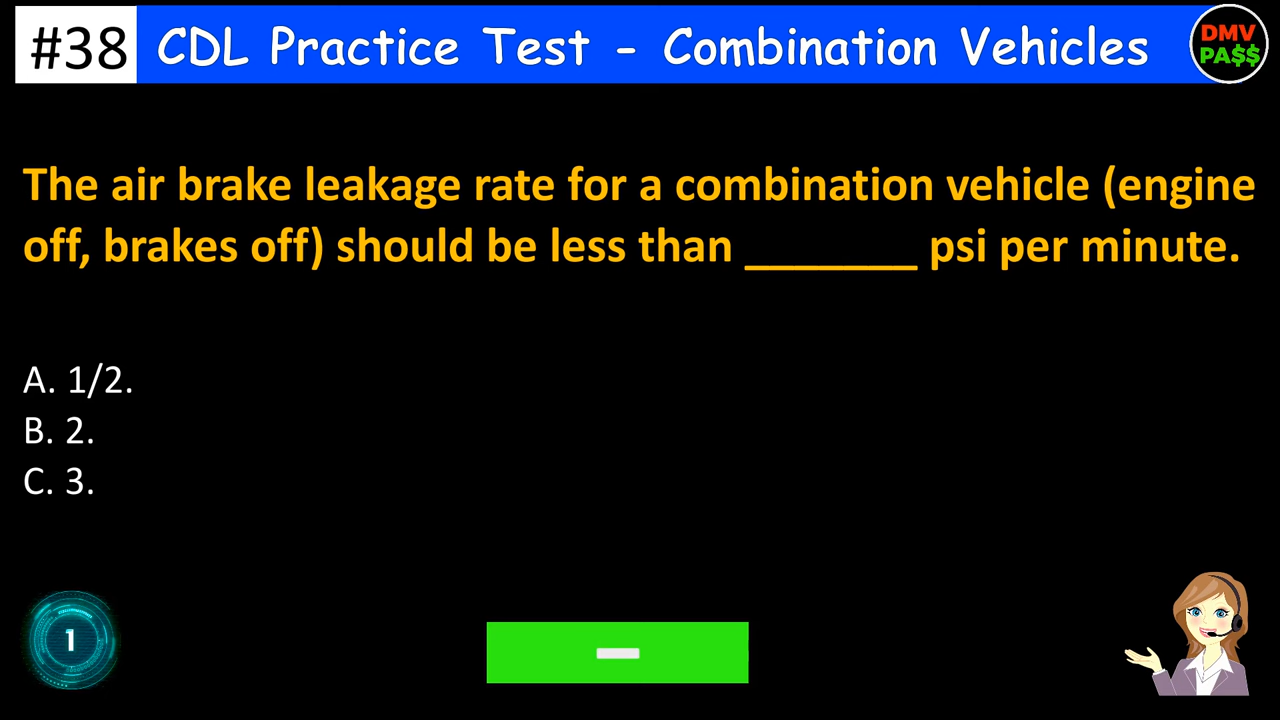 #38 CDL Practice Test - Combination Vehicles
DMV
PA$$
The air brake leakage rate for a combination vehicle (engine
off, brakes off) should be less than _______ psi per minute.
A. 1/2.
B. 2.
C. 3.
1